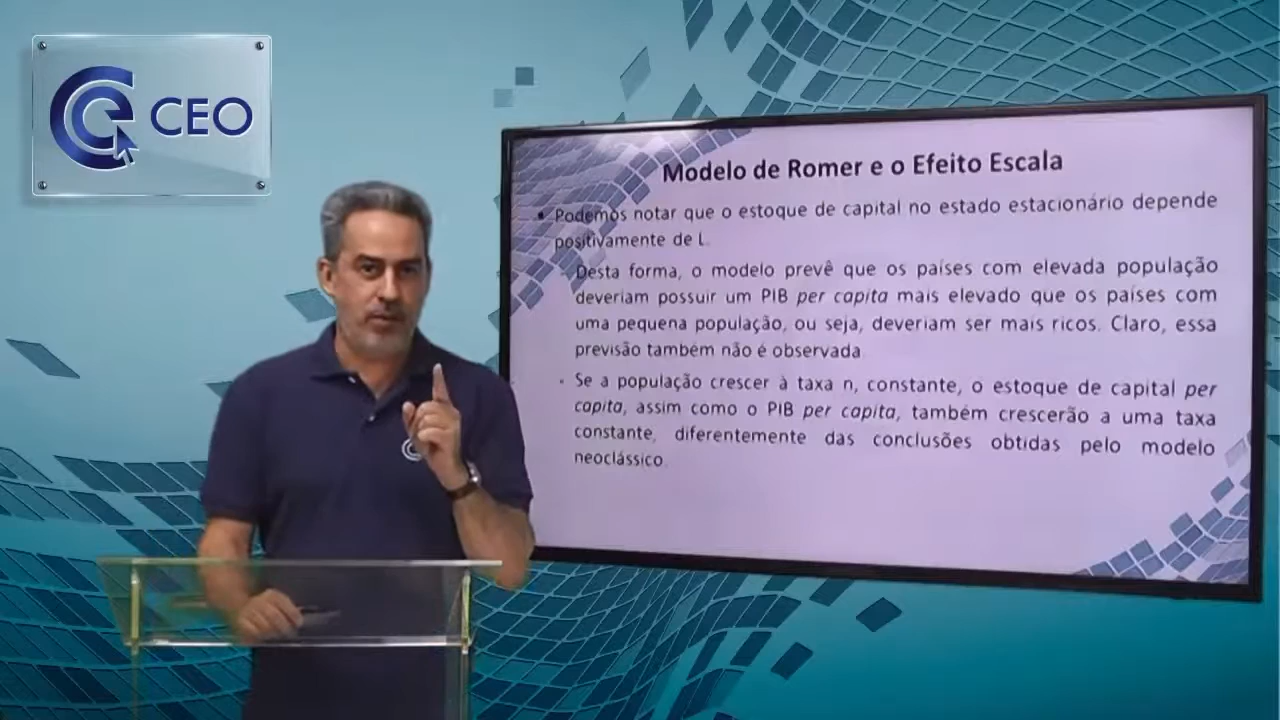 CEO
Modelo de Romer e o Efeito Escala
• Podemos notar que o estoque de capital no estado estacionário depende
positivamente de L.
Desta forma, o modelo prevê que os países com elevada população
deveriam possuir um PIB per capita mais elevado que os países com
uma pequena população, ou seja, deveriam ser mais ricos. Claro, essa
previsão também não é observada
- Se a população crescer à taxa n, constante, o estoque de capital per
capita, assim como o PIB per capita, também crescerão a uma taxa
constante, diferentemente das conclusões obtidas pelo modelo
neoclássico.